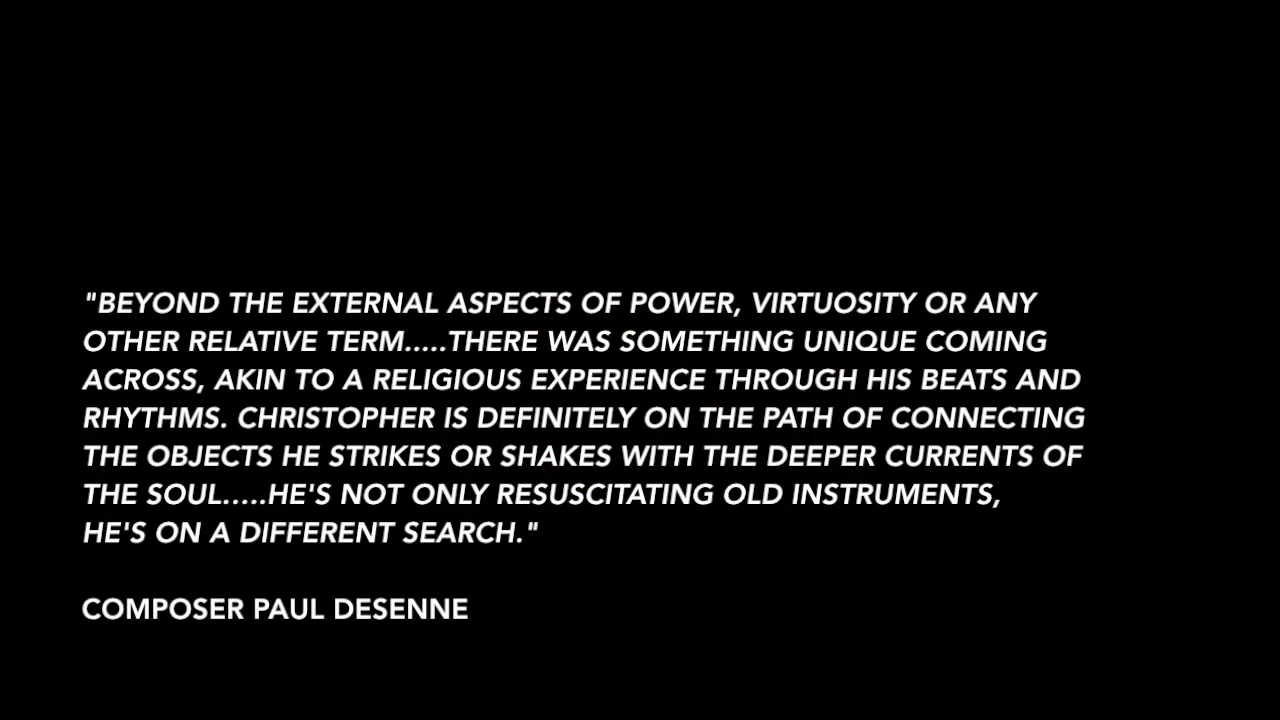 "BEYOND THE EXTERNAL ASPECTS OF POWER, VIRTUOSITY OR ANY
OTHER RELATIVE TERM.....THERE WAS SOMETHING UNIQUE COMING
ACROSS, AKIN TO A RELIGIOUS EXPERIENCE THROUGH HIS BEATS AND
RHYTHMS. CHRISTOPHER IS DEFINITELY ON THE PATH OF CONNECTING
THE OBJECTS HE STRIKES OR SHAKES WITH THE DEEPER CURRENTS OF
THE SOUL.....HE'S NOT ONLY RESUSCITATING OLD INSTRUMENTS,
HE'S ON A DIFFERENT SEARCH."
COMPOSER PAUL DESENNE